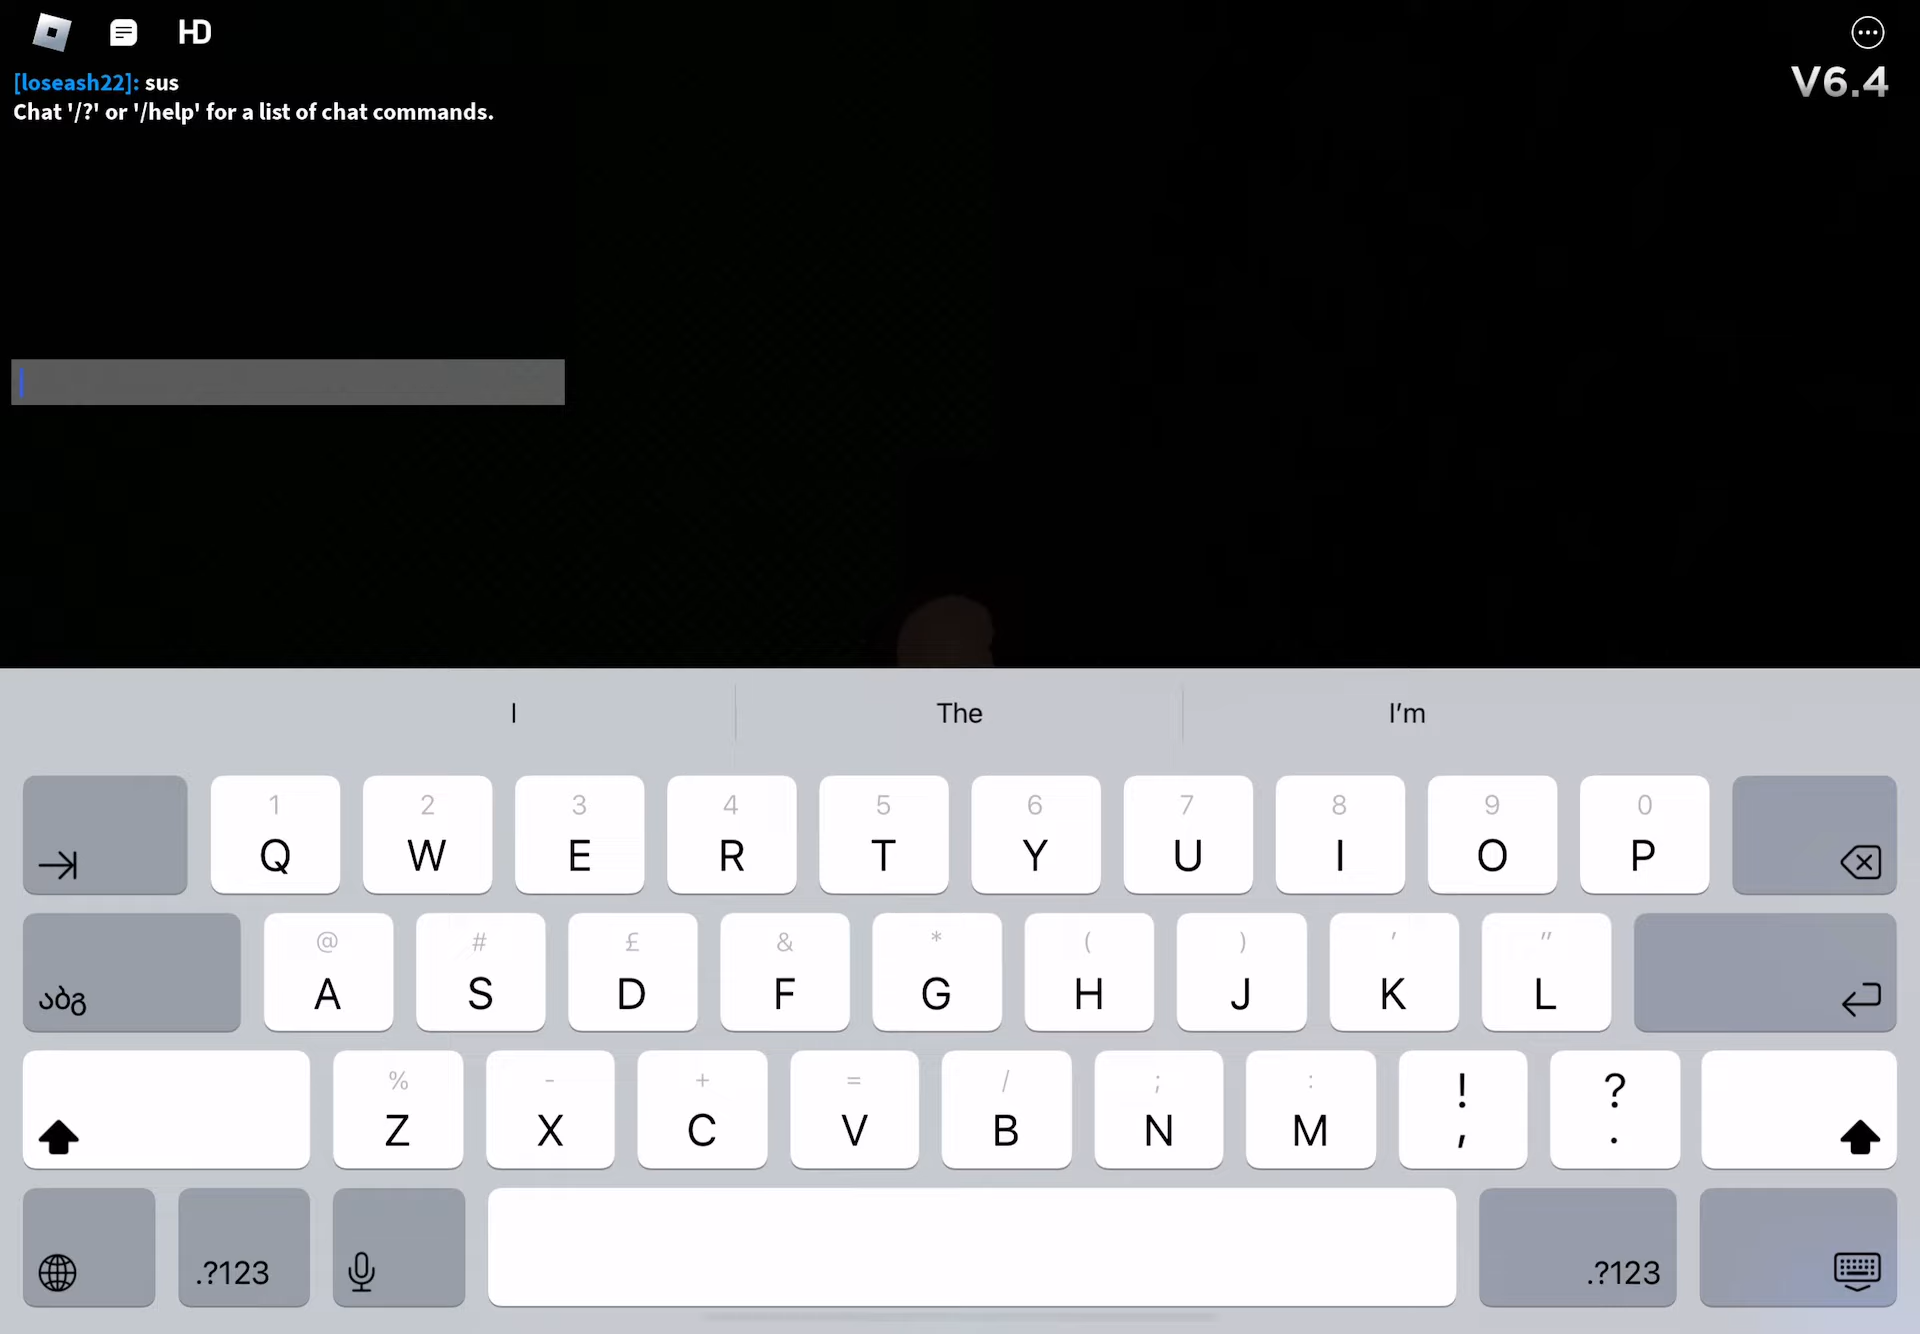 HD
[loseash22]: sus
V6.4
Chat '/?' or '/help' for a list of chat commands.
I The I'm
1 2 3 4 5 6 7 8 9 0
Q W E R T Y U I O P
@ # £ & * ( ) ' "
აბგ A S D F G H J K L
% - + = / ; : ! ?
Z X C V B N M , .
.?123 .?123